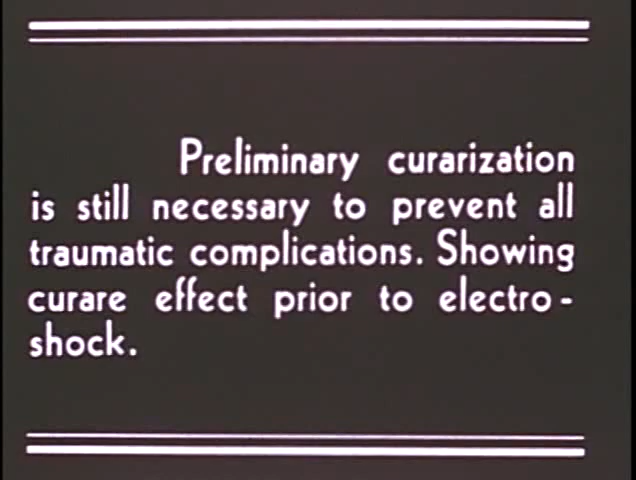 Preliminary curarization
is still necessary to prevent all
traumatic complications. Showing
curare effect prior to electro-
shock.